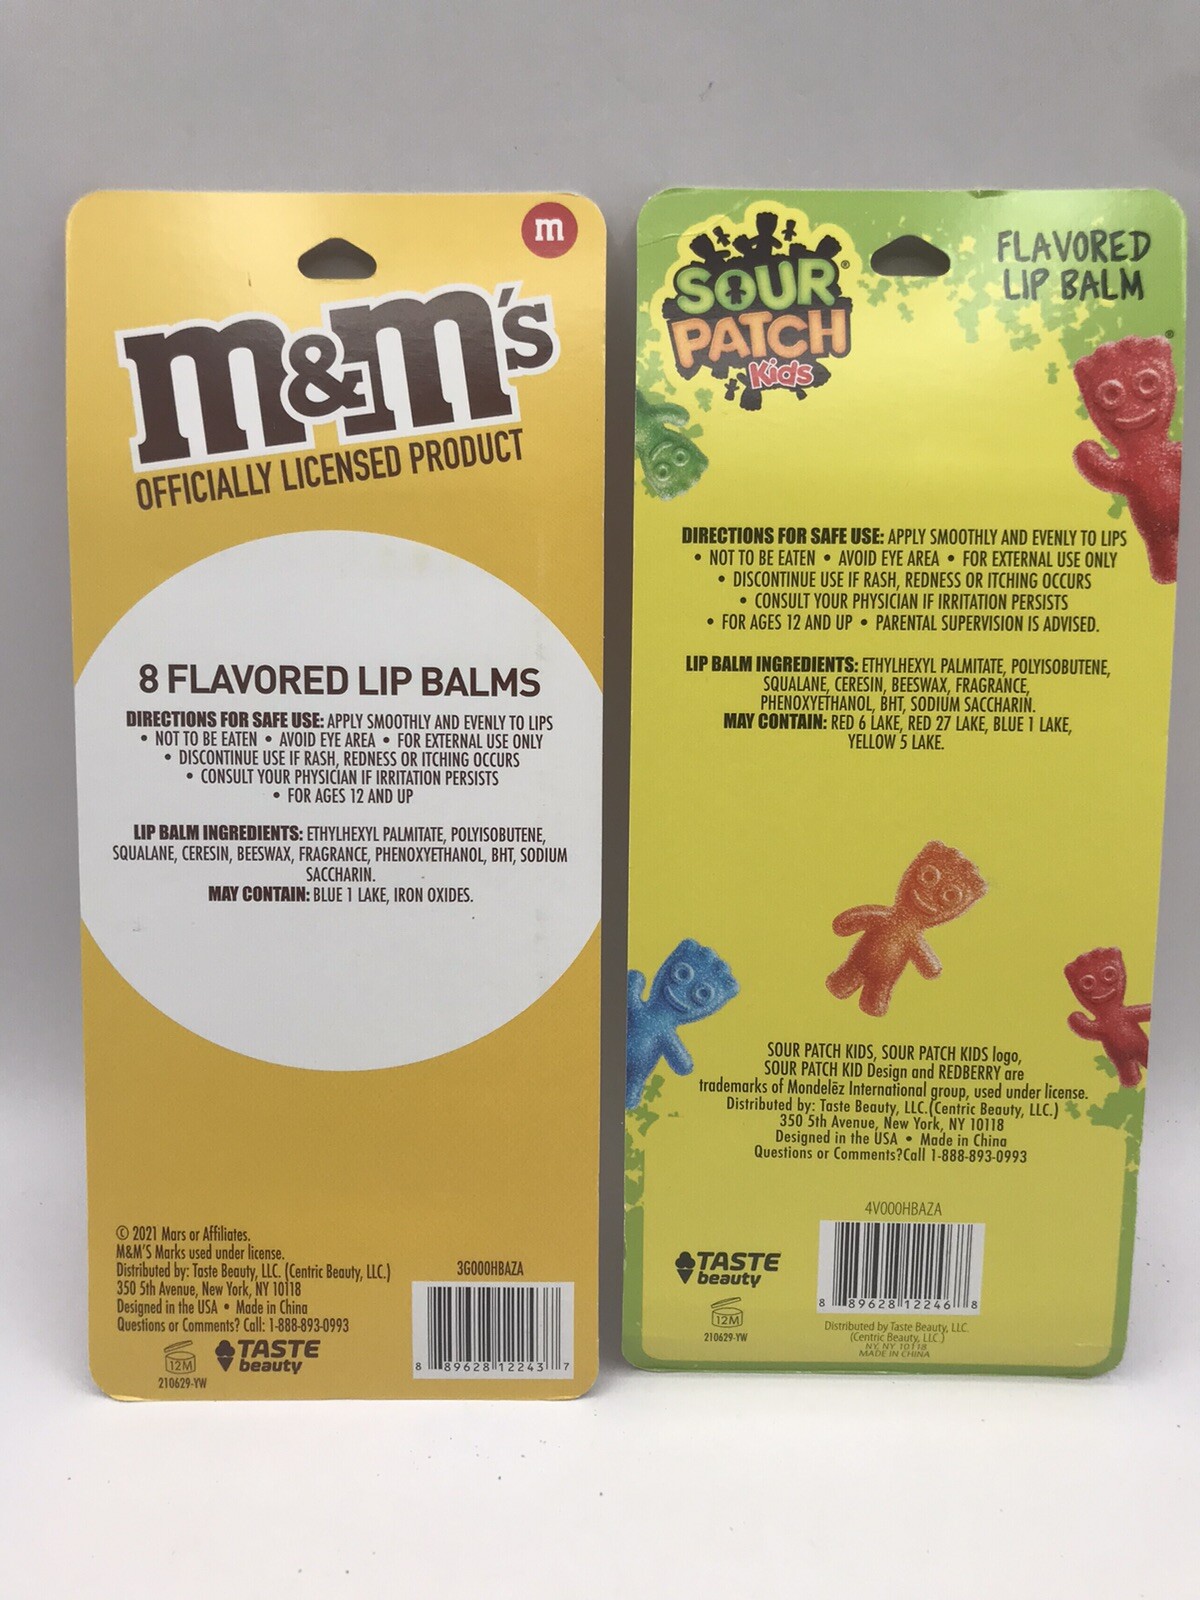 m
m&m's
OFFICIALLY LICENSED PRODUCT
8 FLAVORED LIP BALMS
DIRECTIONS FOR SAFE USE: APPLY SMOOTHLY AND EVENLY TO LIPS
• NOT TO BE EATEN • AVOID EYE AREA • FOR EXTERNAL USE ONLY
• DISCONTINUE USE IF RASH, REDNESS OR ITCHING OCCURS
• CONSULT YOUR PHYSICIAN IF IRRITATION PERSISTS
• FOR AGES 12 AND UP
LIP BALM INGREDIENTS: ETHYLHEXYL PALMITATE, POLYISOBUTENE,
SQUALANE, CERESIN, BEESWAX, FRAGRANCE, PHENOXYETHANOL, BHT, SODIUM
SACCHARIN.
MAY CONTAIN: BLUE 1 LAKE, IRON OXIDES.
© 2021 Mars or Affiliates.
M&M'S Marks used under license.
Distributed by: Taste Beauty, LLC. (Centric Beauty, LLC.)
350 5th Avenue, New York, NY 10118
Designed in the USA • Made in China
Questions or Comments? Call: 1-888-893-0993
12M
210629-YW
TASTE
beauty
3G000HBAZA
8 89628 12243 7
SOUR
PATCH
Kids
®
FLAVORED
LIP BALM
®
DIRECTIONS FOR SAFE USE: APPLY SMOOTHLY AND EVENLY TO LIPS
• NOT TO BE EATEN • AVOID EYE AREA • FOR EXTERNAL USE ONLY
• DISCONTINUE USE IF RASH, REDNESS OR ITCHING OCCURS
• CONSULT YOUR PHYSICIAN IF IRRITATION PERSISTS
• FOR AGES 12 AND UP • PARENTAL SUPERVISION IS ADVISED.
LIP BALM INGREDIENTS: ETHYLHEXYL PALMITATE, POLYISOBUTENE,
SQUALANE, CERESIN, BEESWAX, FRAGRANCE,
PHENOXYETHANOL, BHT, SODIUM SACCHARIN.
MAY CONTAIN: RED 6 LAKE, RED 27 LAKE, BLUE 1 LAKE,
YELLOW 5 LAKE.
SOUR PATCH KIDS, SOUR PATCH KIDS logo,
SOUR PATCH KID Design and REDBERRY are
trademarks of Mondelēz International group, used under license.
Distributed by: Taste Beauty, LLC.(Centric Beauty, LLC.)
350 5th Avenue, New York, NY 10118
Designed in the USA • Made in China
Questions or Comments?Call 1-888-893-0993
4V000HBAZA
TASTE
beauty
12M
210629-YW
8 89628 12246 8
Distributed by Taste Beauty, LLC.
(Centric Beauty, LLC.)
NY, NY 10118
MADE IN CHINA